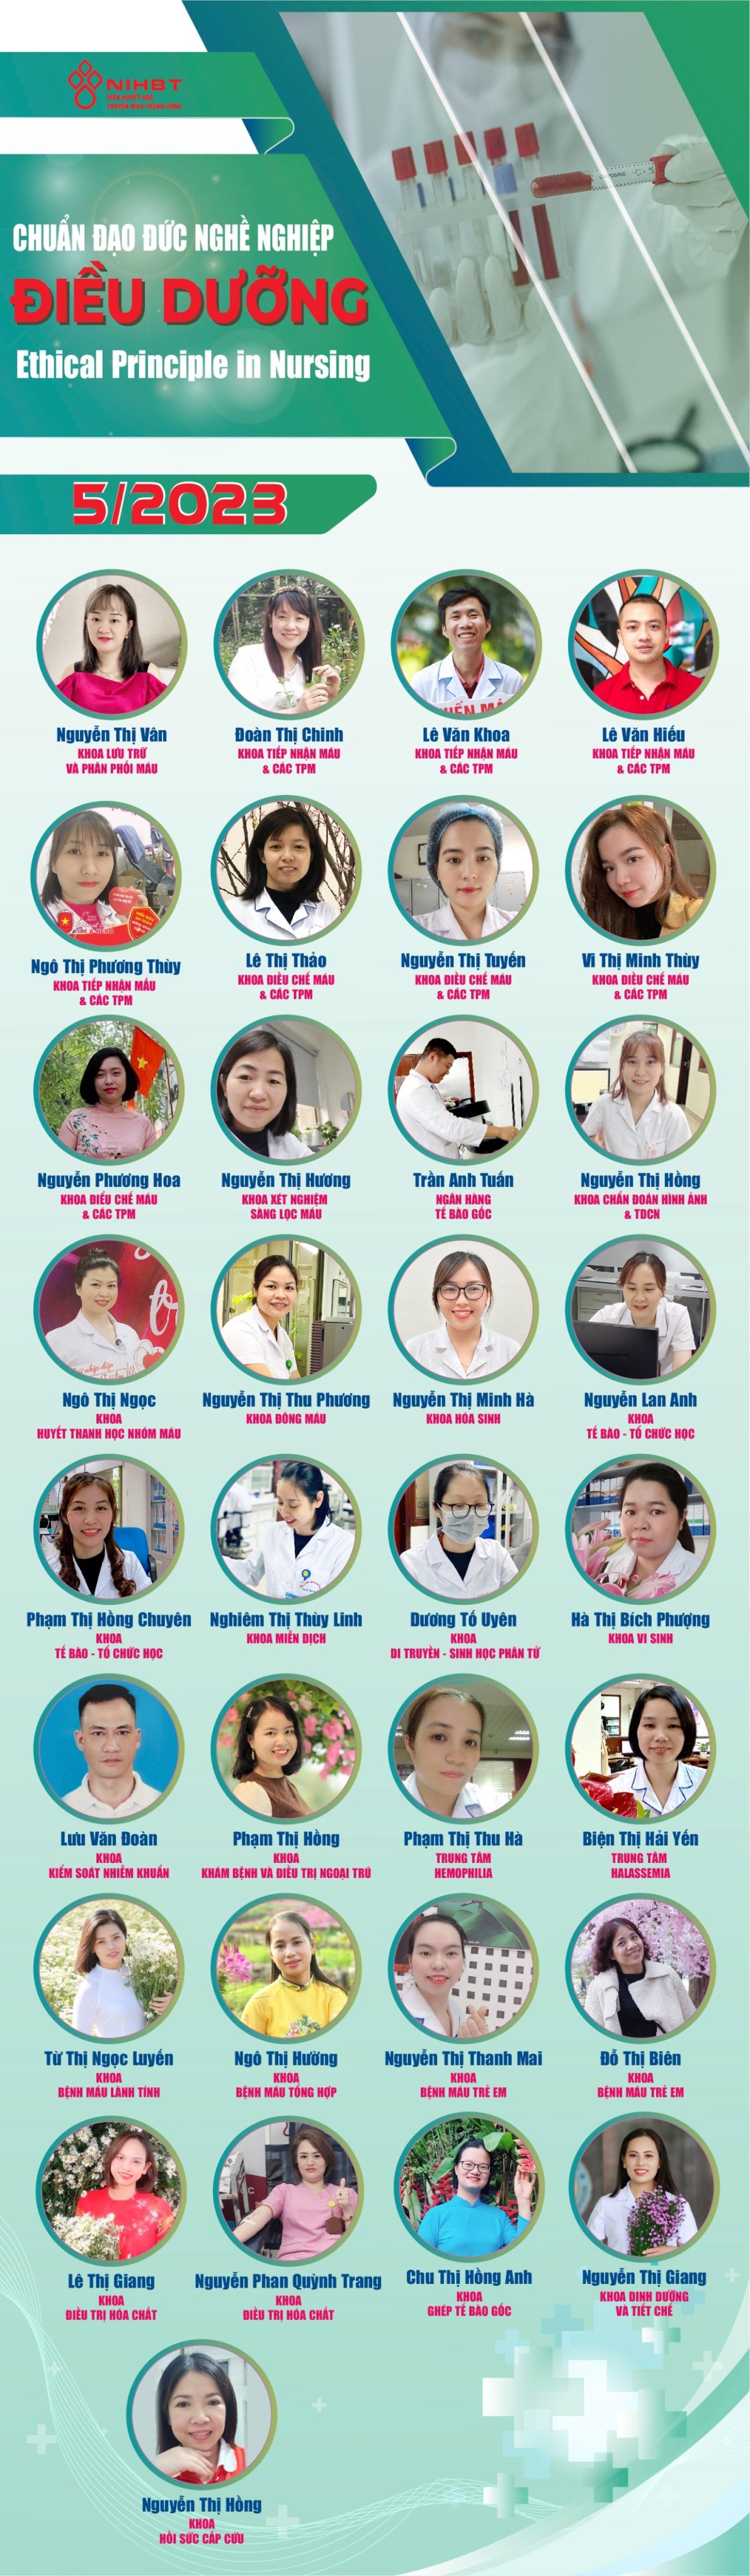 NIHBT
VIỆN HUYẾT HỌC
TRUYỀN MÁU TRUNG ƯƠNG
CHUẨN ĐẠO ĐỨC NGHỀ NGHIỆP
ĐIỀU DƯỠNG
Ethical Principle in Nursing
5/2023
Nguyễn Thị Vân
KHOA LƯU TRỮ
VÀ PHÂN PHỐI MÁU
Đoàn Thị Chinh
KHOA TIẾP NHẬN MÁU
& CÁC TPM
Lê Văn Khoa
KHOA TIẾP NHẬN MÁU
& CÁC TPM
Lê Văn Hiếu
KHOA TIẾP NHẬN MÁU
& CÁC TPM
Ngô Thị Phương Thùy
KHOA TIẾP NHẬN MẤU
& CÁC TPM
Lê Thị Thảo
KHOA ĐIỀU CHẾ MÁU
& CÁC TPM
Nguyễn Thị Tuyến
KHOA ĐIỀU CHẾ MÁU
& CÁC TPM
Vi Thị Minh Thùy
KHOA ĐIỀU CHẾ MÁU
& CÁC TPM
Nguyễn Phương Hoa
KHOA ĐIỀU CHẾ MÁU
& CÁC TPM
Nguyễn Thị Hương
KHOA XÉT NGHIỆM
SÀNG LỌC MÁU
Trần Anh Tuấn
NGÂN HÀNG
TẾ BÀO GỐC
Nguyễn Thị Hồng
KHOA CHẨN ĐOÁN HÌNH ẢNH
& TDCN
Ngô Thị Ngọc
KHOA
HUYẾT THANH HỌC NHÓM MÁU
Nguyễn Thị Thu Phương
KHOA ĐÔNG MÁU
Nguyễn Thị Minh Hà
KHOA HÓA SINH
Nguyễn Lan Anh
KHOA
TẾ BÀO - TỔ CHỨC HỌC
Phạm Thị Hồng Chuyên
KHOA
TẾ BÀO - TỔ CHỨC HỌC
Nghiêm Thị Thùy Linh
KHOA MIỄN DỊCH
Dương Tố Uyên
KHOA
DI TRUYỀN - SINH HỌC PHÂN TỬ
Hà Thị Bích Phượng
KHOA VI SINH
Lưu Văn Đoàn
KHOA
KIỂM SOÁT NHIỄM KHUẨN
Phạm Thị Hồng
KHOA
KHÁM BỆNH VÀ ĐIỀU TRỊ NGOẠI TRÚ
Phạm Thị Thu Hà
TRUNG TÂM
HEMOPHILIA
Biện Thị Hải Yến
TRUNG TÂM
HALASSEMIA
Từ Thị Ngọc Luyến
KHOA
BỆNH MÁU LÀNH TÍNH
Ngô Thị Hường
KHOA
BỆNH MÁU TỔNG HỢP
Nguyễn Thị Thanh Mai
KHOA
BỆNH MÁU TRẺ EM
Đỗ Thị Biên
KHOA
BỆNH MÁU TRẺ EM
Lê Thị Giang
KHOA
ĐIỀU TRỊ HÓA CHẤT
Nguyễn Phan Quỳnh Trang
KHOA
ĐIỀU TRỊ HÓA CHẤT
Chu Thị Hồng Anh
KHOA
GHÉP TẾ BÀO GỐC
Nguyễn Thị Giang
KHOA DINH DƯỠNG
VÀ TIẾT CHẾ
Nguyễn Thị Hồng
KHOA
HỒI SỨC CẤP CỨU